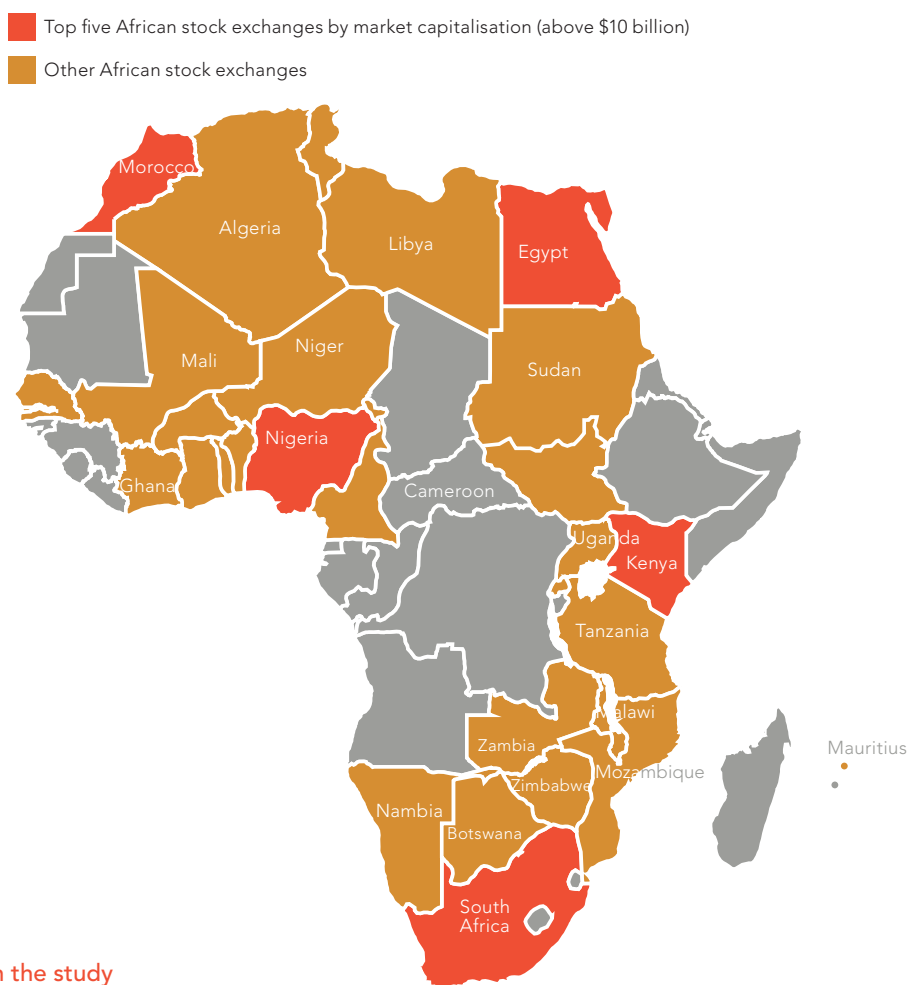 Top five African stock exchanges by market capitalisation (above $10 billion)
Other African stock exchanges
Morocco
Algeria
Libya
Egypt
Mali
Niger
Sudan
Nigeria
Ghana
Cameroon
Uganda
Kenya
Tanzania
Malawi
Zambia
Mauritius
Mozambique
Zimbabwe
Nambia
Botswana
South
Africa
the study